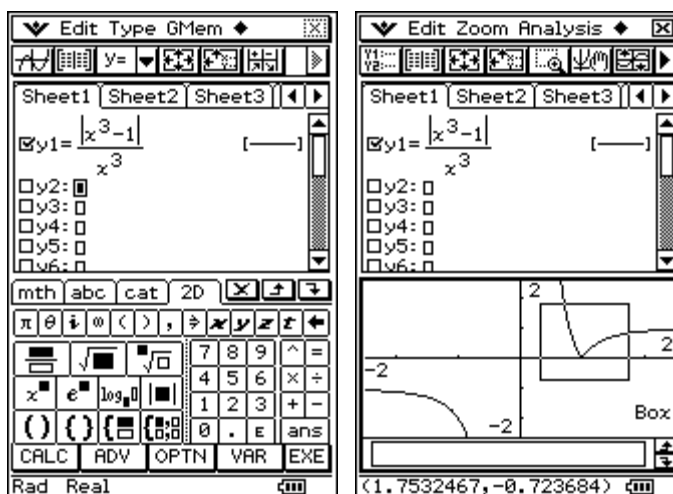 Edit Type GMem ◆
y=
Sheet1 Sheet2 Sheet3
y1=|x^3-1|/x^3 [—]
y2:
y3:
y4:
y5:
y6:
mth abc cat 2D
π θ i ∞ ( ) , ⇒ x y z t ←
7 8 9 ^ =
4 5 6 × ÷
1 2 3 + -
0 . E ans
x■ e■ log■ |■|
( ) { }
CALC ADV OPTN VAR EXE
Rad Real
Edit Zoom Analysis ◆
Y1:
Y2:
Sheet1 Sheet2 Sheet3
y1=|x^3-1|/x^3 [—]
y2:
y3:
y4:
y5:
y6:
2
-2
2
-2
Box
(1.7532467,-0.723684)